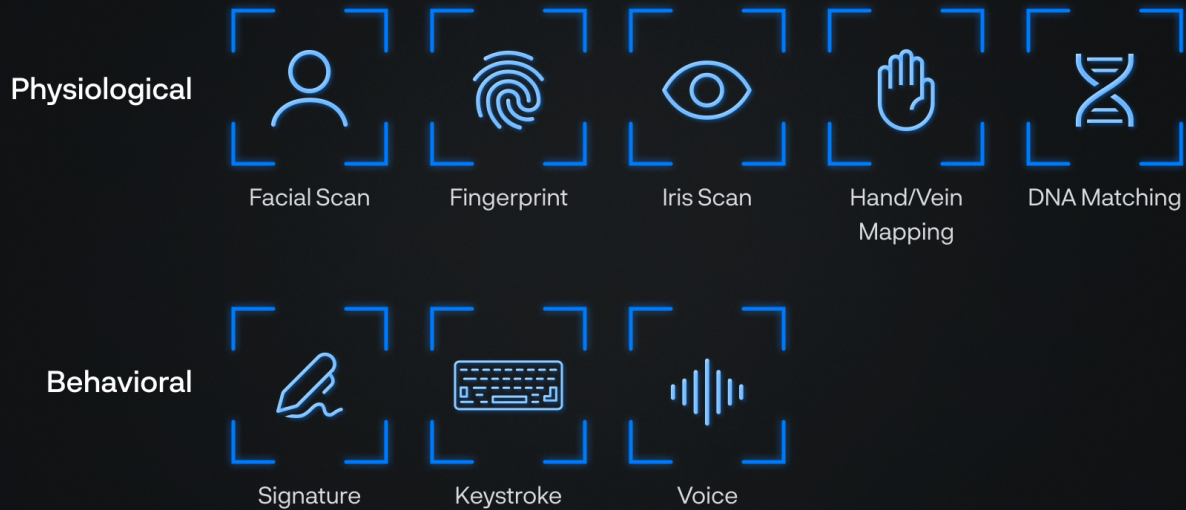 Physiological
Facial Scan
Fingerprint
Iris Scan
Hand/Vein
Mapping
DNA Matching
Behavioral
Signature
Keystroke
Voice